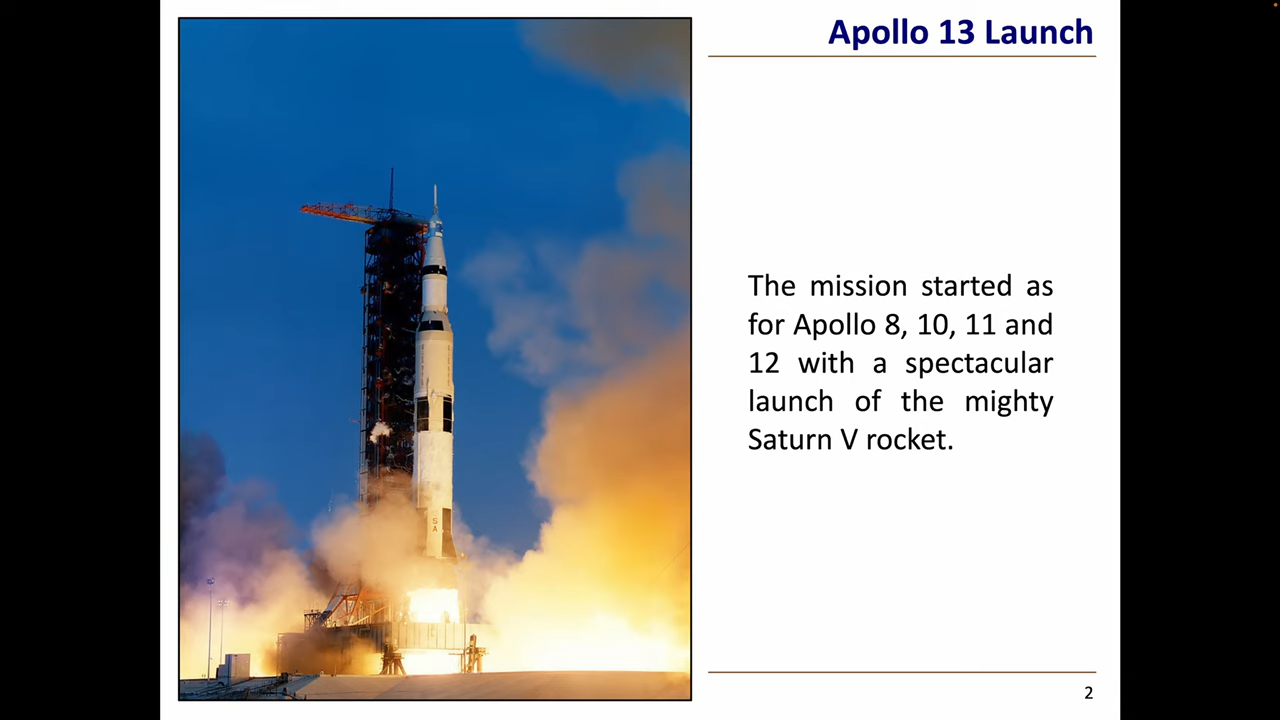 Apollo 13 Launch
The mission started as
for Apollo 8, 10, 11 and
12 with a spectacular
launch of the mighty
Saturn V rocket.
S
A
2